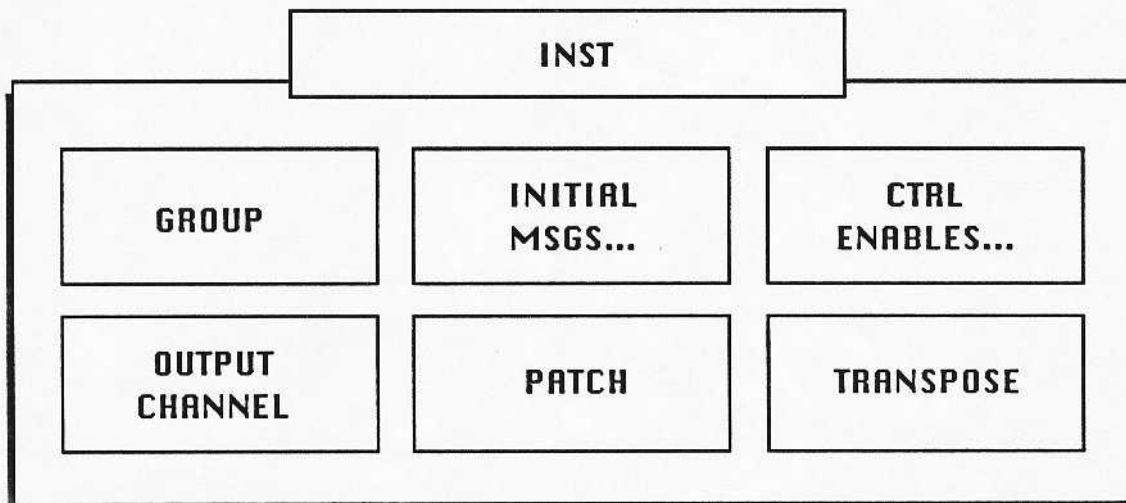 INST
GROUP
INITIAL
MSGS...
CTRL
ENABLES...
OUTPUT
CHANNEL
PATCH
TRANSPOSE